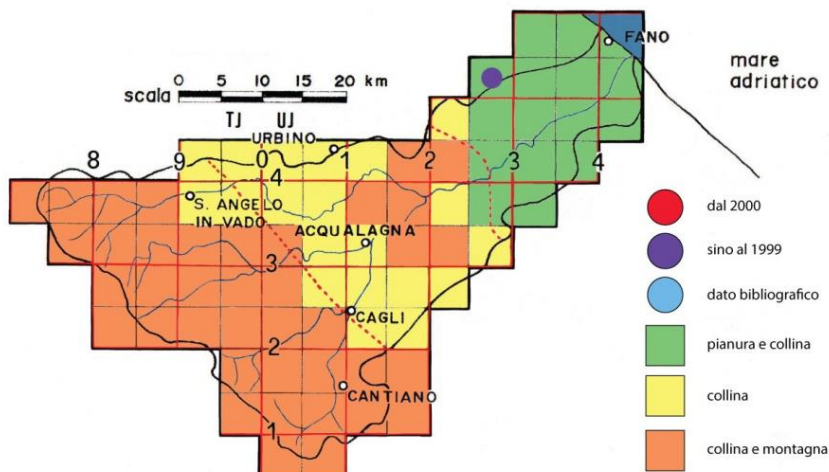 FANO
mare
adriatico
scala 0 5 10 15 20 km
TJ UJ
URBINO
8 9 0 1 2 3 4
4
S. ANGELO
IN VADO
ACQUALAGNA
3
CAGLI
2
CANTIANO
1
dal 2000
sino al 1999
dato bibliografico
pianura e collina
collina
collina e montagna